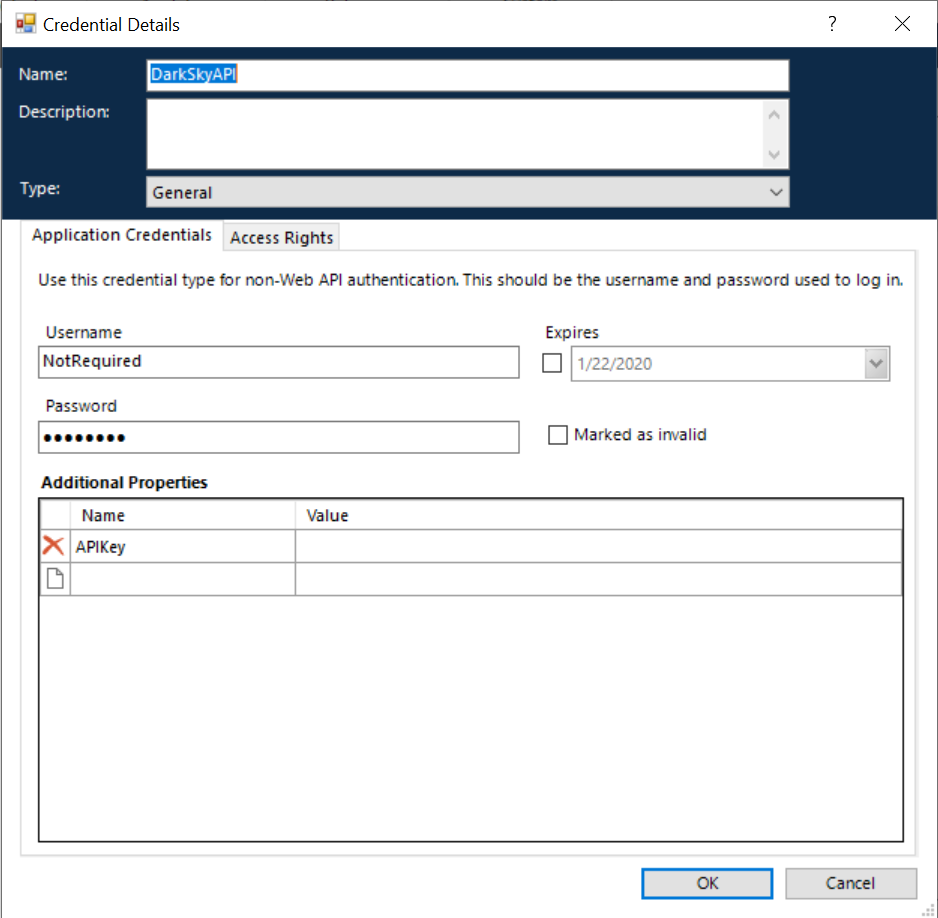 Credential Details
?
Name:
DarkSkyAPI
Description:
Type:
General
Application Credentials
Access Rights
Use this credential type for non-Web API authentication. This should be the username and password used to log in.
Username
Expires
NotRequired
1/22/2020
Password
●●●●●●●●
Marked as invalid
Additional Properties
Name
Value
APIKey
OK
Cancel